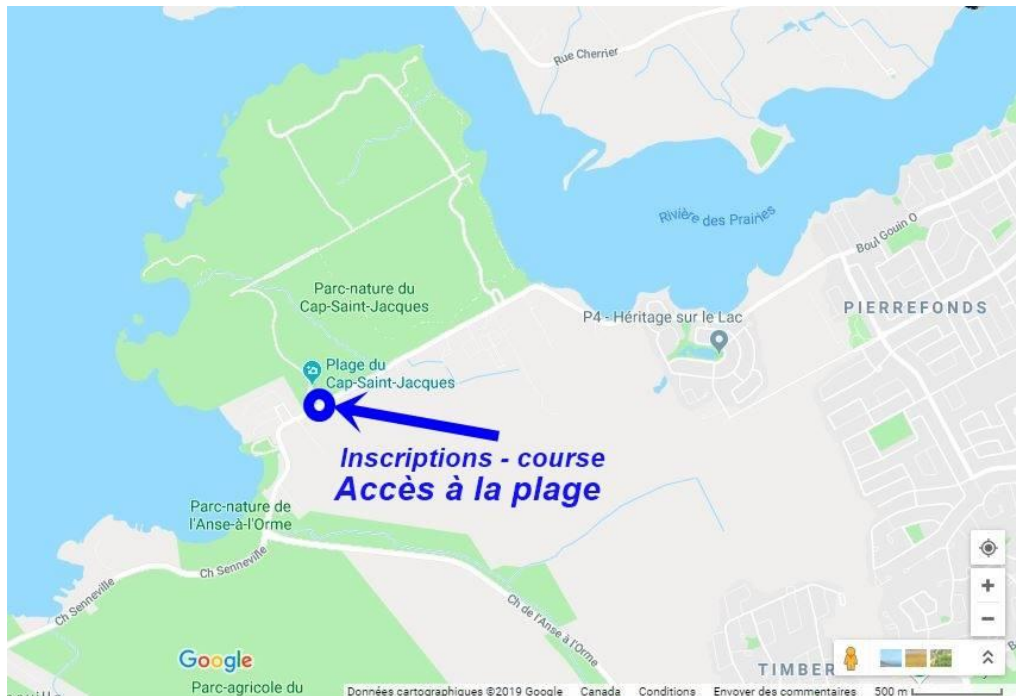 Rue Cherrier
Rivière des Prairies
Boul Gouin O
Parc-nature du
Cap-Saint-Jacques
P4 - Héritage sur le Lac
PIERREFONDS
Plage du
Cap-Saint-Jacques
Inscriptions - course
Accès à la plage
Parc-nature de
l'Anse-à-l'Orme
Ch Senneville
Ch Senneville
Ch de l'Anse à l'Orme
Google
TIMBER
Parc-agricole du
Données cartographiques ©2019 Google Canada Conditions Envoyer des commentaires 500 m